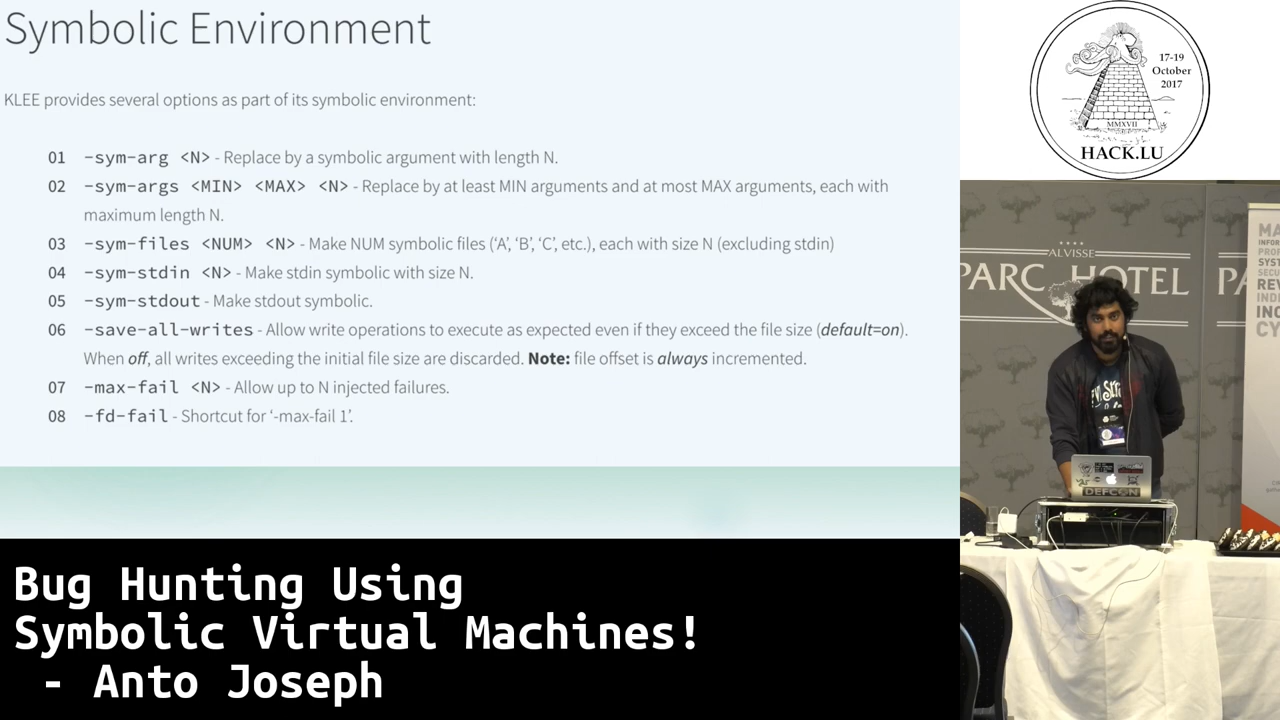 Symbolic Environment
KLEE provides several options as part of its symbolic environment:
01 -sym-arg <N> - Replace by a symbolic argument with length N.
02 -sym-args <MIN> <MAX> <N> - Replace by at least MIN arguments and at most MAX arguments, each with
maximum length N.
03 -sym-files <NUM> <N> - Make NUM symbolic files (‘A’, ‘B’, ‘C’, etc.), each with size N (excluding stdin)
04 -sym-stdin <N> - Make stdin symbolic with size N.
05 -sym-stdout - Make stdout symbolic.
06 -save-all-writes - Allow write operations to execute as expected even if they exceed the file size (default=on).
When off, all writes exceeding the initial file size are discarded. Note: file offset is always incremented.
07 -max-fail <N> - Allow up to N injected failures.
08 -fd-fail - Shortcut for ‘-max-fail 1’.
Bug Hunting Using
Symbolic Virtual Machines!
- Anto Joseph
17-19
October
2017
MMXVII
HACK.LU
ALVISSE
PARC HOTEL
PA
DEFCON